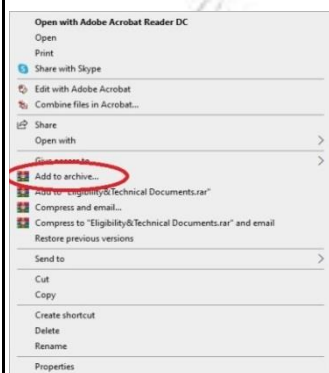 Open with Adobe Acrobat Reader DC
Open
Print
Share with Skype
Edit with Adobe Acrobat
Combine files in Acrobat...
Share
Open with
Give access to
Add to archive...
Add to "Eligibility&Technical Documents.rar"
Compress and email...
Compress to "Eligibility&Technical Documents.rar" and email
Restore previous versions
Send to
Cut
Copy
Create shortcut
Delete
Rename
Properties